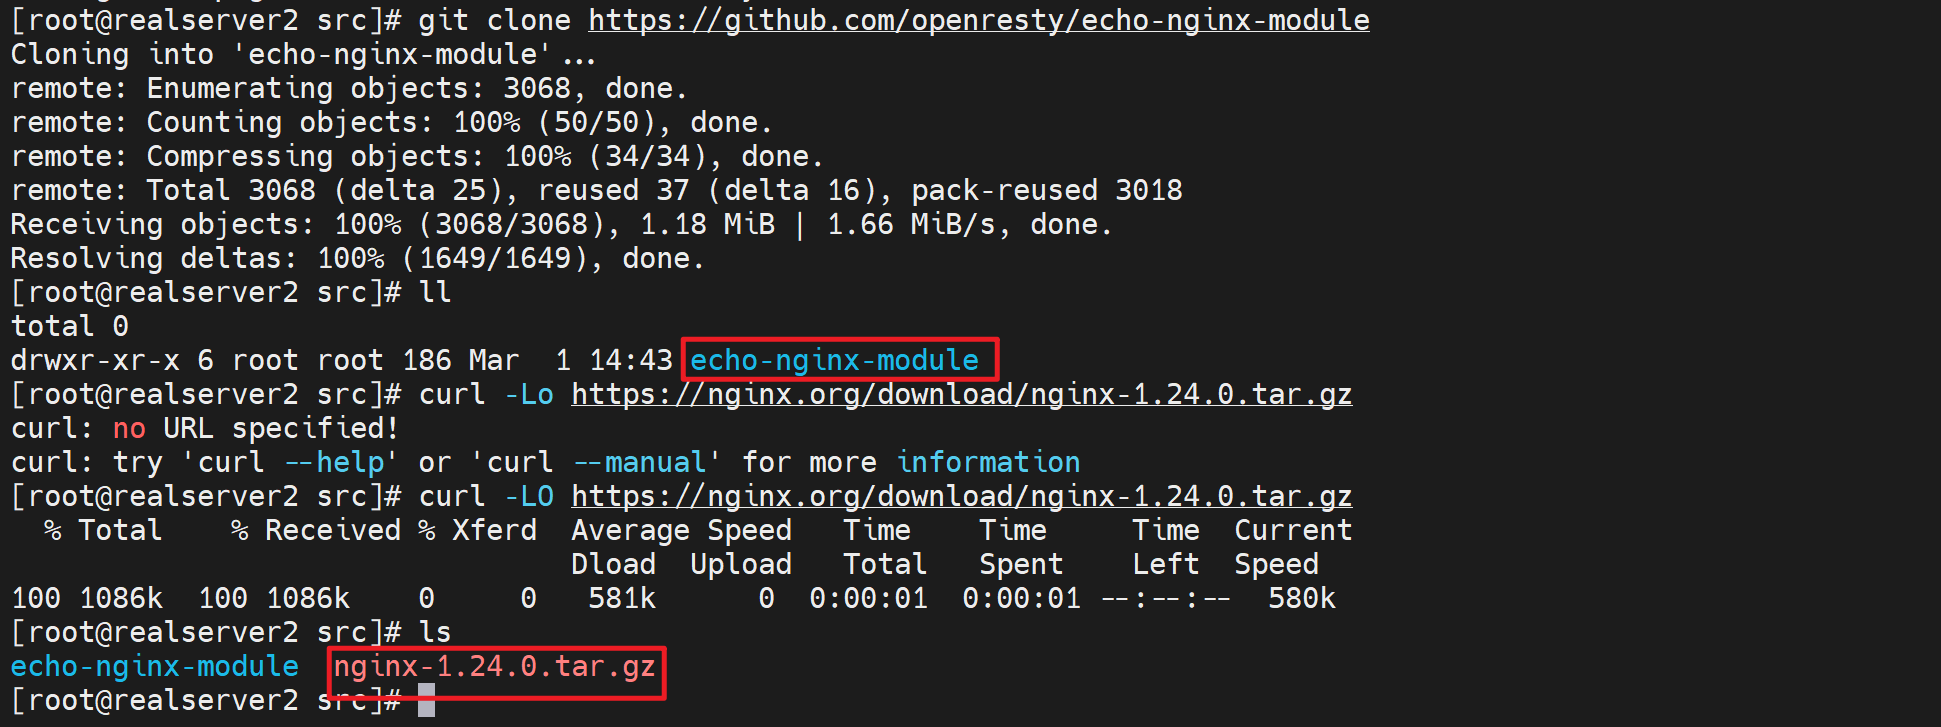 [root@realserver2 src]# git clone https://github.com/openresty/echo-nginx-module
Cloning into 'echo-nginx-module'...
remote: Enumerating objects: 3068, done.
remote: Counting objects: 100% (50/50), done.
remote: Compressing objects: 100% (34/34), done.
remote: Total 3068 (delta 25), reused 37 (delta 16), pack-reused 3018
Receiving objects: 100% (3068/3068), 1.18 MiB | 1.66 MiB/s, done.
Resolving deltas: 100% (1649/1649), done.
[root@realserver2 src]# ll
total 0
drwxr-xr-x 6 root root 186 Mar  1 14:43 echo-nginx-module
[root@realserver2 src]# curl -Lo https://nginx.org/download/nginx-1.24.0.tar.gz
curl: no URL specified!
curl: try 'curl --help' or 'curl --manual' for more information
[root@realserver2 src]# curl -LO https://nginx.org/download/nginx-1.24.0.tar.gz
  % Total    % Received % Xferd  Average Speed   Time    Time     Time  Current
                                 Dload  Upload   Total   Spent    Left  Speed
100 1086k  100 1086k    0     0   581k      0  0:00:01  0:00:01 --:--:--  580k
[root@realserver2 src]# ls
echo-nginx-module  nginx-1.24.0.tar.gz
[root@realserver2 src]#